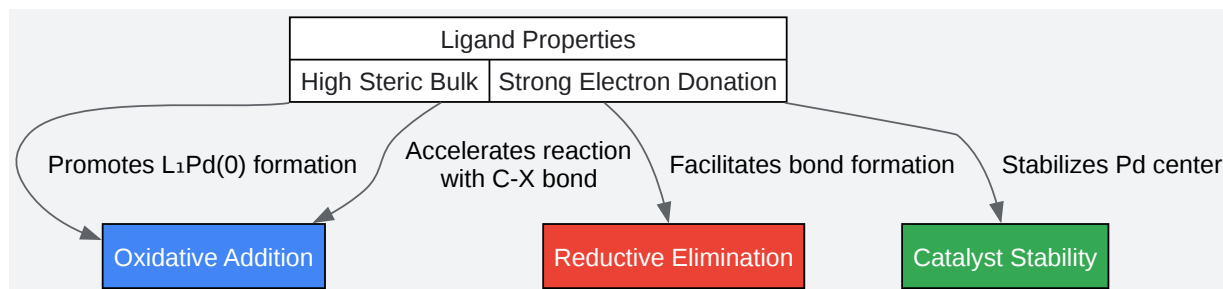 Ligand Properties
High Steric Bulk
Strong Electron Donation
Promotes L₁Pd(0) formation
Accelerates reaction
with C-X bond
Facilitates bond formation
Stabilizes Pd center
Oxidative Addition
Reductive Elimination
Catalyst Stability